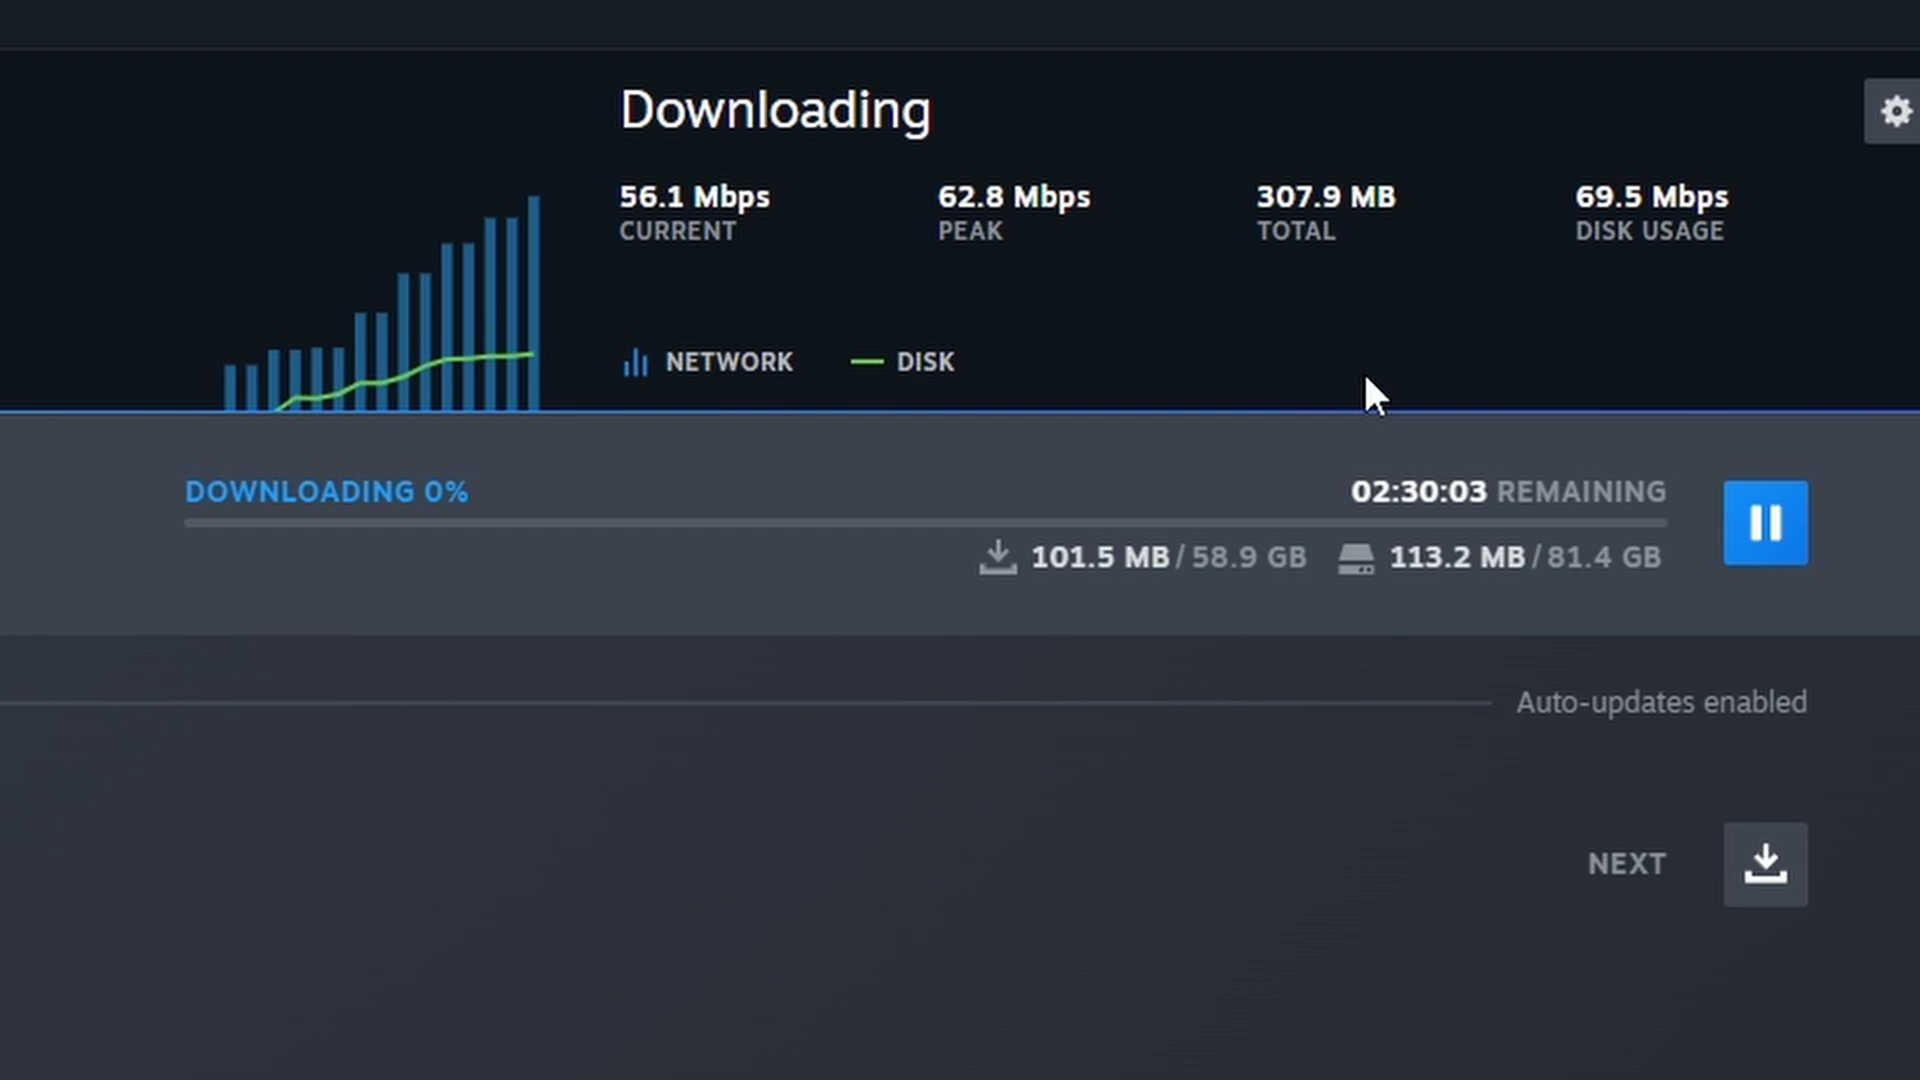 Downloading
56.1 Mbps 62.8 Mbps 307.9 MB 69.5 Mbps
CURRENT PEAK TOTAL DISK USAGE
NETWORK DISK
DOWNLOADING 0% 02:30:03 REMAINING
101.5 MB / 58.9 GB 113.2 MB / 81.4 GB
Auto-updates enabled
NEXT